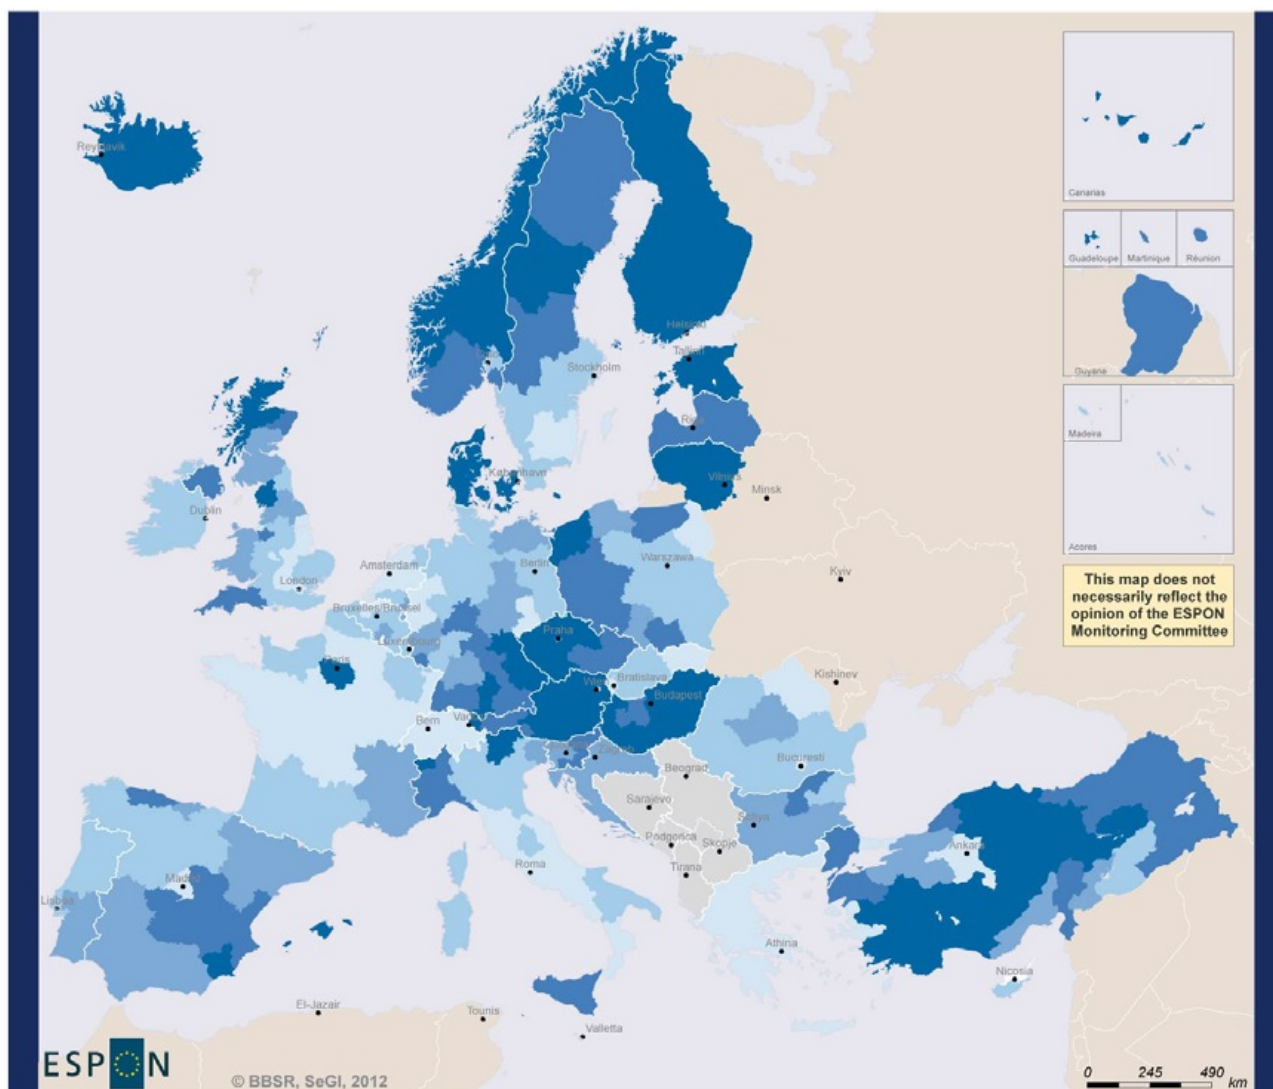 Reykjavik
Canarias
Guadeloupe
Martinique
Réunion
Guyane
Madeira
Acores
This map does not
necessarily reflect the
opinion of the ESPON
Monitoring Committee
Helsinki
Tallinn
Oslo
Stockholm
Riga
København
Vilnius
Minsk
Dublin
Amsterdam
Berlin
Warszawa
London
Kyiv
Bruxelles/Brussel
Luxembourg
Praha
Paris
Wien
Bratislava
Kishinev
Budapest
Bern
Vaduz
Zagreb
Bucuresti
Beograd
Sarajevo
Sofiya
Podgorica
Skopje
Ankara
Roma
Tirana
Madrid
Lisboa
Athina
Nicosia
El-Jazair
Tounis
Valletta
ESPON
© BBSR, SeGI, 2012
0 245 490
km